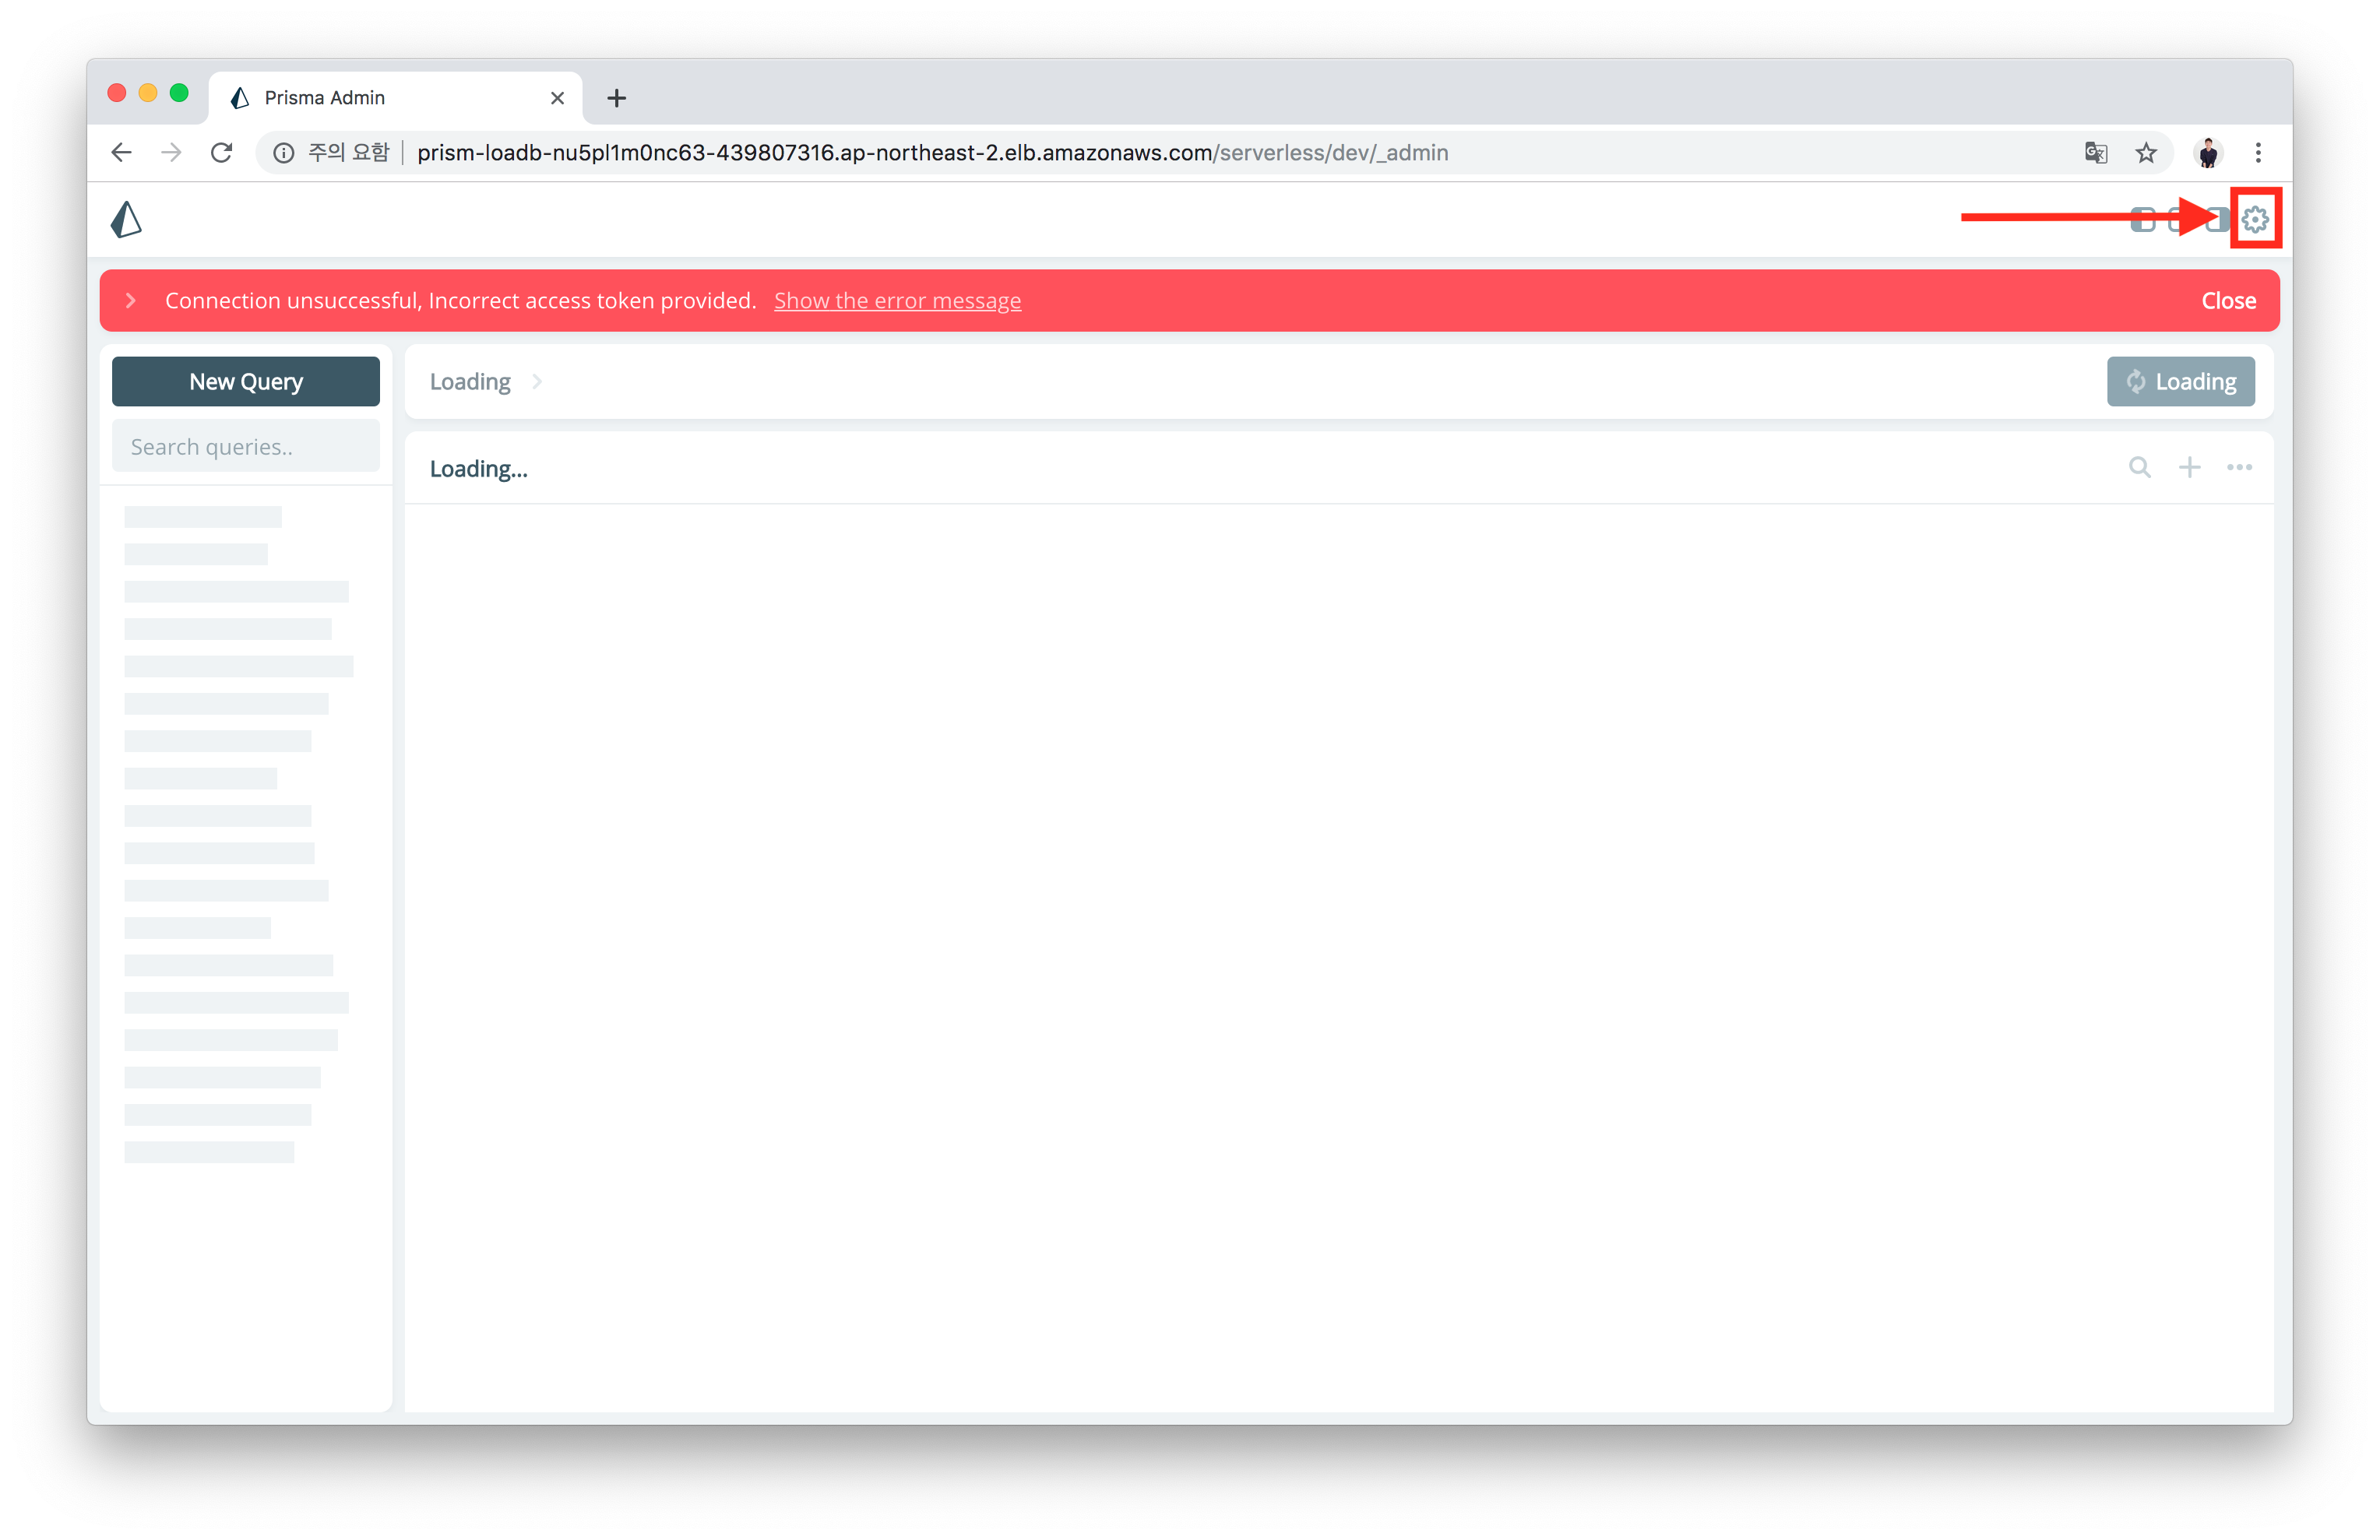 Prisma Admin
주의 요함 prism-loadb-nu5pl1m0nc63-439807316.ap-northeast-2.elb.amazonaws.com/serverless/dev/_admin
Connection unsuccessful, Incorrect access token provided. Show the error message Close
New Query
Search queries..
Loading
Loading
Loading...